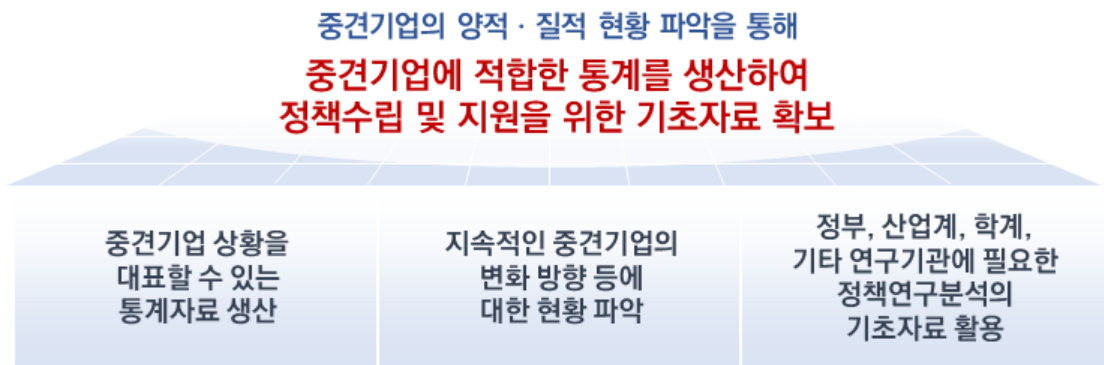 중견기업의 양적 · 질적 현황 파악을 통해
중견기업에 적합한 통계를 생산하여
정책수립 및 지원을 위한 기초자료 확보
중견기업 상황을
대표할 수 있는
통계자료 생산
지속적인 중견기업의
변화 방향 등에
대한 현황 파악
정부, 산업계, 학계,
기타 연구기관에 필요한
정책연구분석의
기초자료 활용